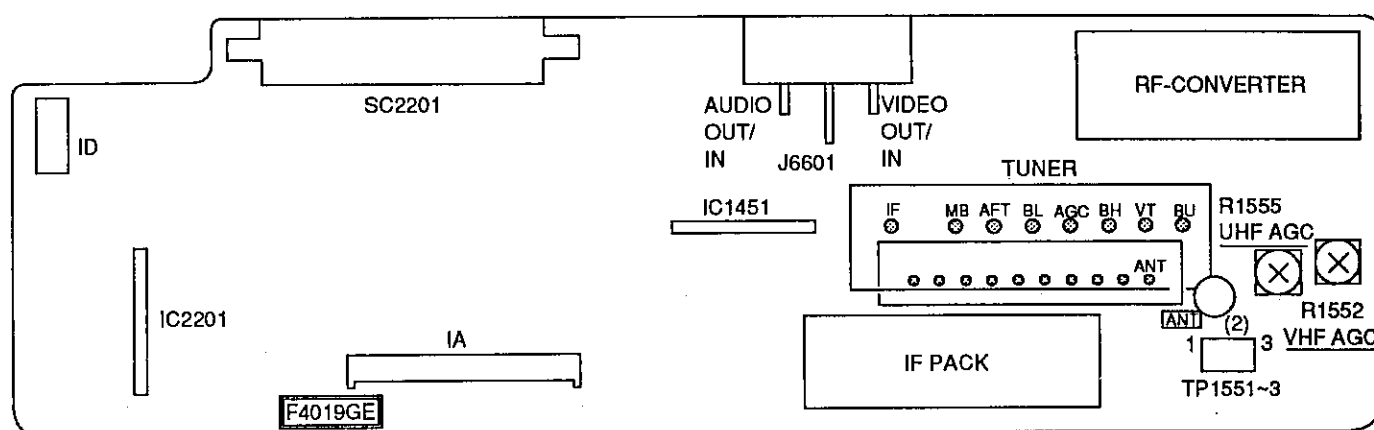 SC2201
ID
AUDIO
OUT/
IN
J6601
VIDEO
OUT/
IN
RF-CONVERTER
TUNER
IC1451
IF MB AFT BL AGC BH VT BU
ANT
R1555
UHF AGC
R1552
VHF AGC
ANT
(2)
1 3
TP1551~3
IC2201
IA
IF PACK
F4019GE